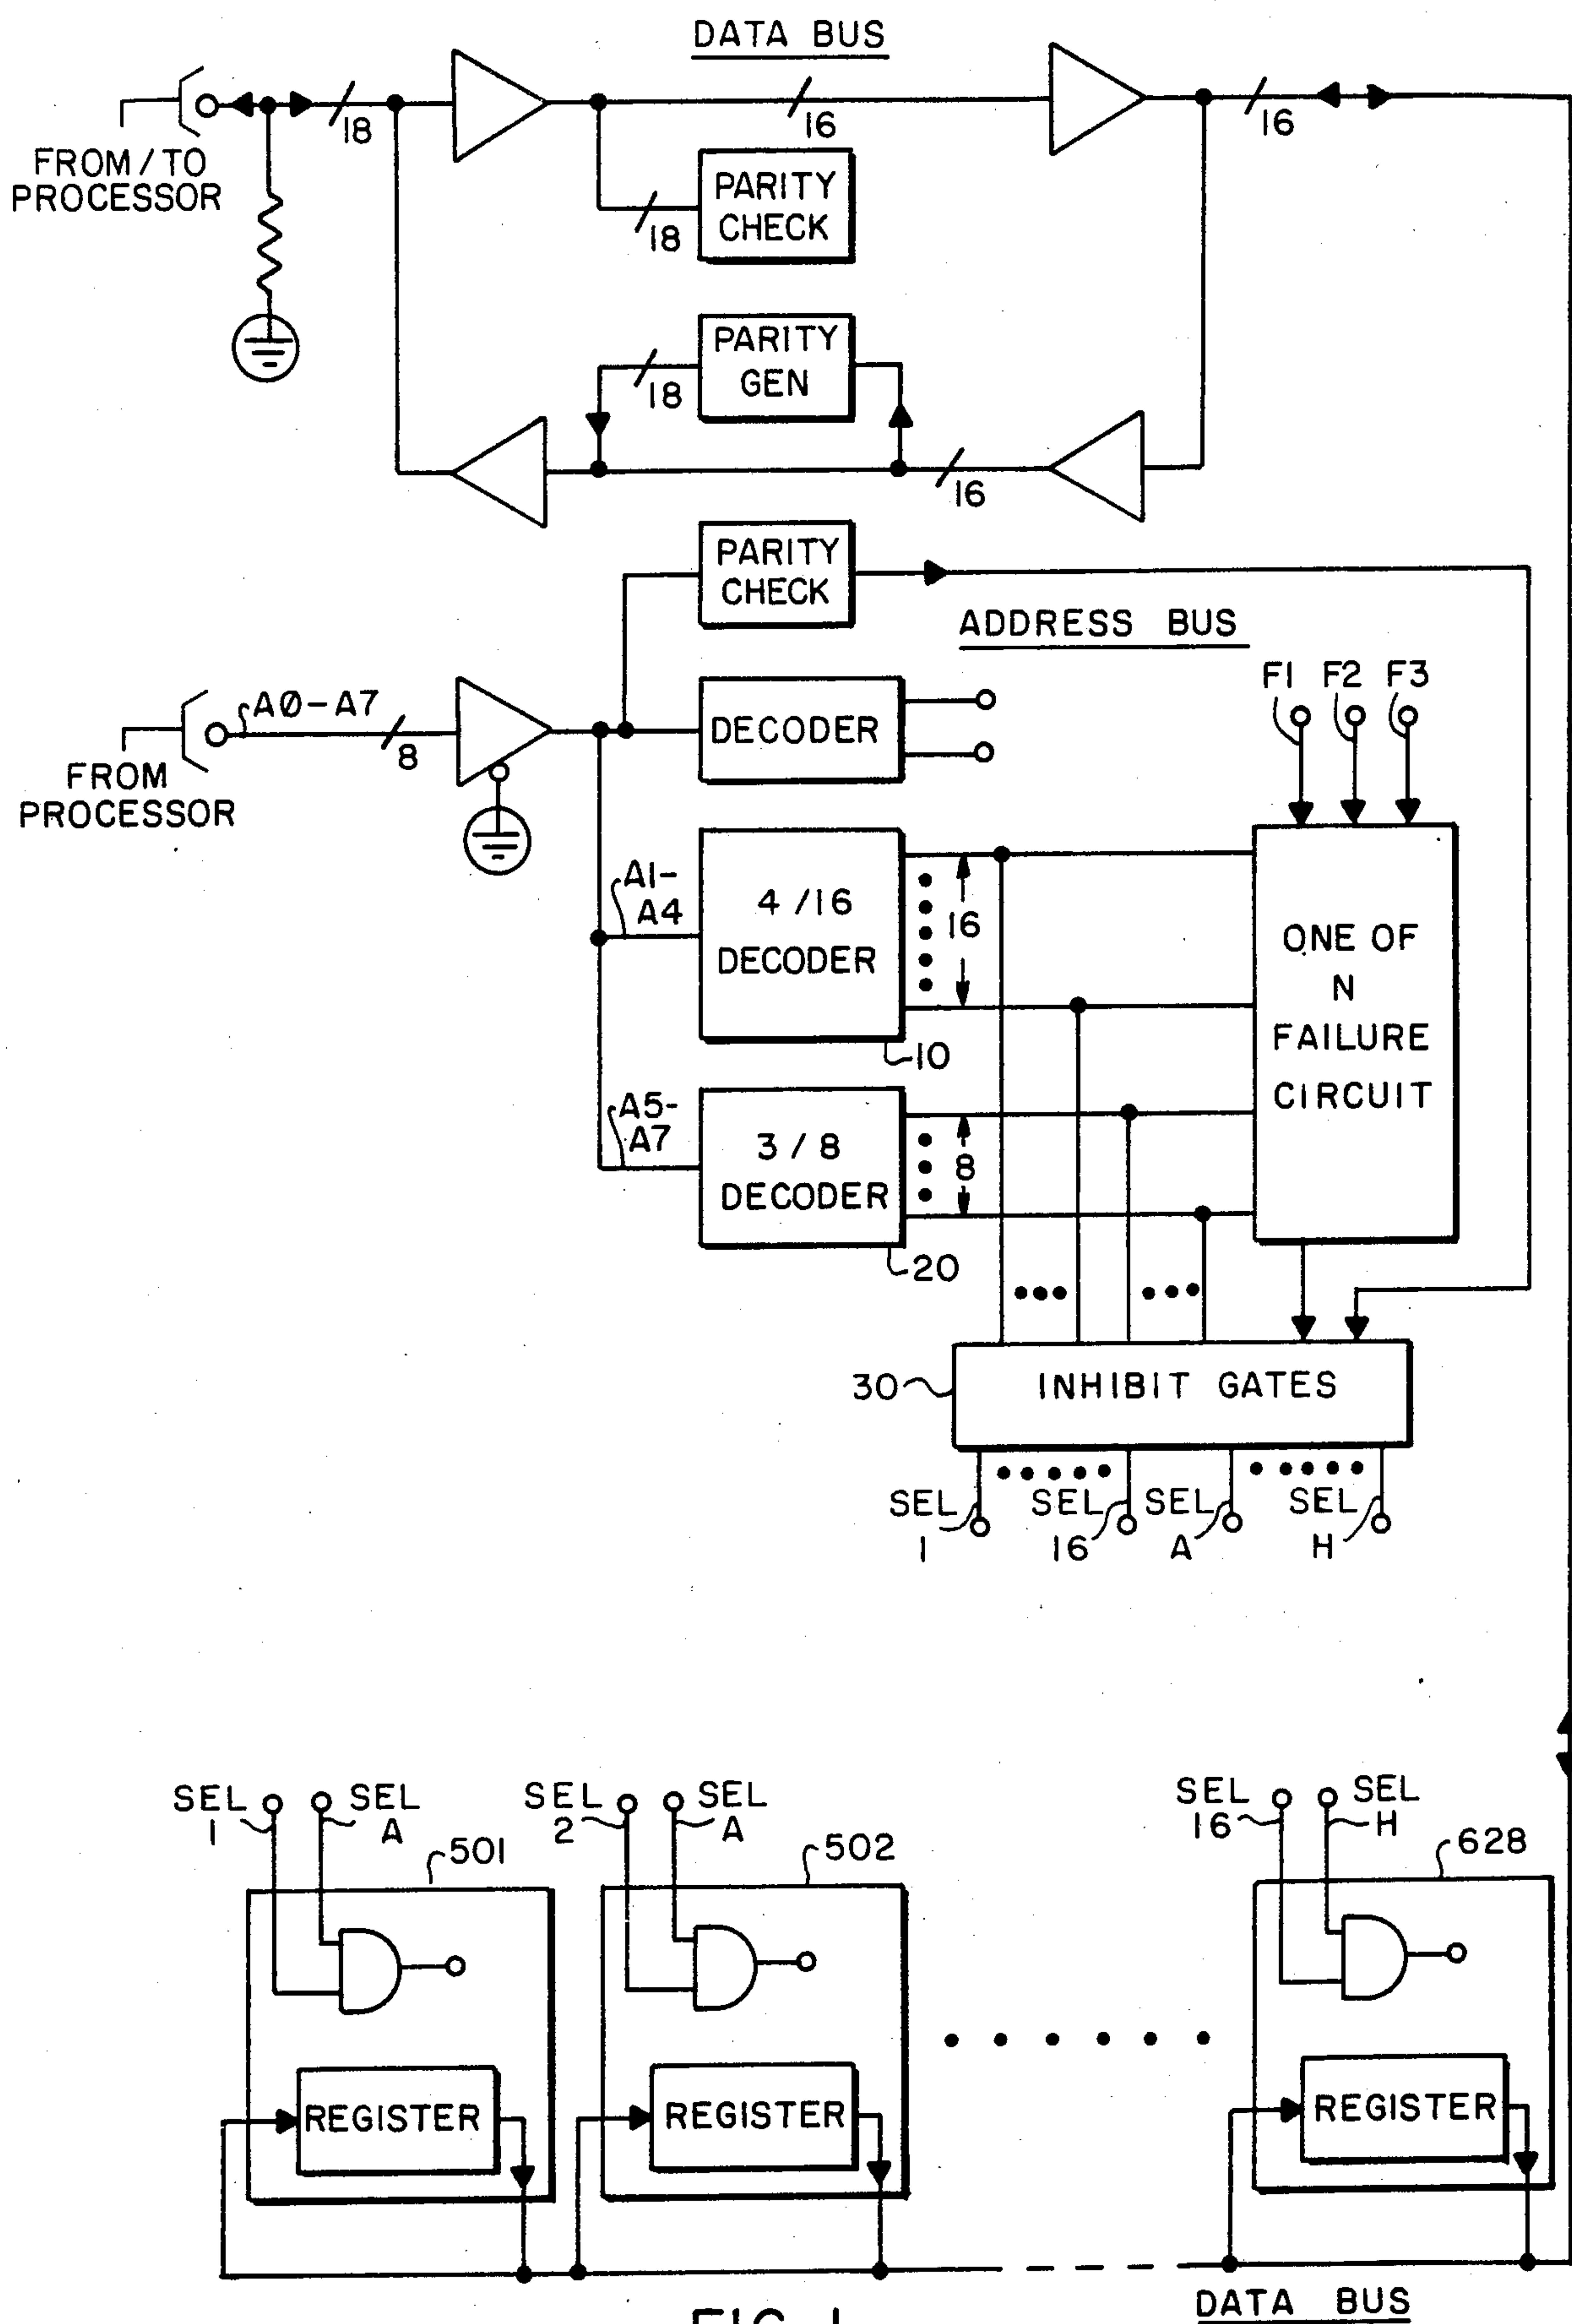 DATA BUS
18
16
16
FROM / TO
PROCESSOR
PARITY
CHECK
18
PARITY
GEN
18
16
PARITY
CHECK
ADDRESS BUS
F1 F2 F3
AØ-A7
8
FROM
PROCESSOR
DECODER
A1-
A4
4 / 16
DECODER
16
10
ONE OF
N
FAILURE
CIRCUIT
A5-
A7
3 / 8
DECODER
8
20
30
INHIBIT GATES
SEL
1
SEL
16
SEL
A
SEL
H
SEL
1
SEL
A
501
SEL
2
SEL
A
502
SEL
16
SEL
H
628
REGISTER
REGISTER
REGISTER
DATA BUS